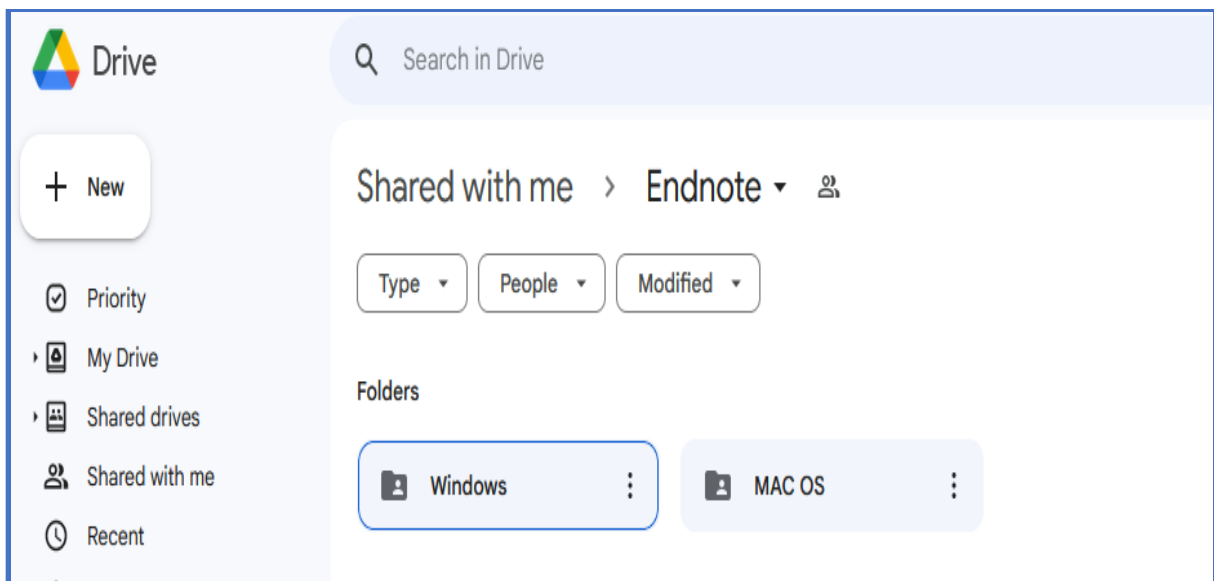 Drive
Search in Drive
New
Shared with me > Endnote
Type
People
Modified
Priority
My Drive
Shared drives
Shared with me
Recent
Folders
Windows
MAC OS